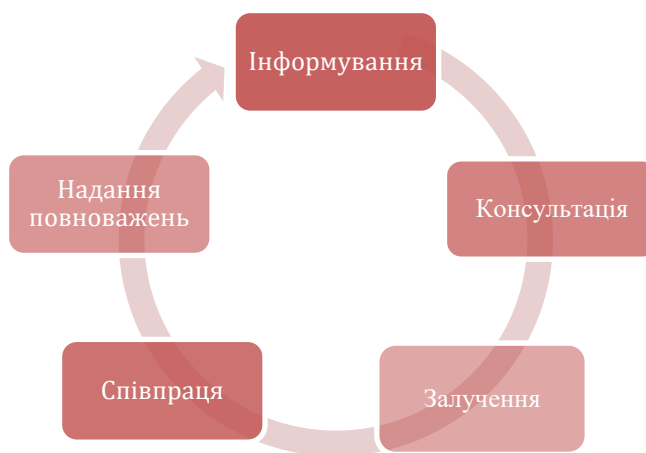 Інформування
Консультація
Залучення
Співпраця
Надання
повноважень